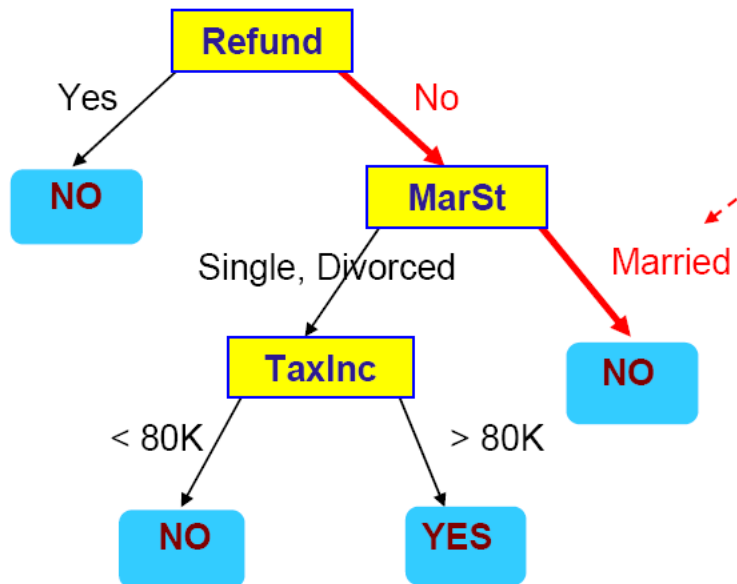 Refund
Yes
No
NO
MarSt
Single, Divorced
Married
TaxInc
NO
< 80K
> 80K
NO
YES